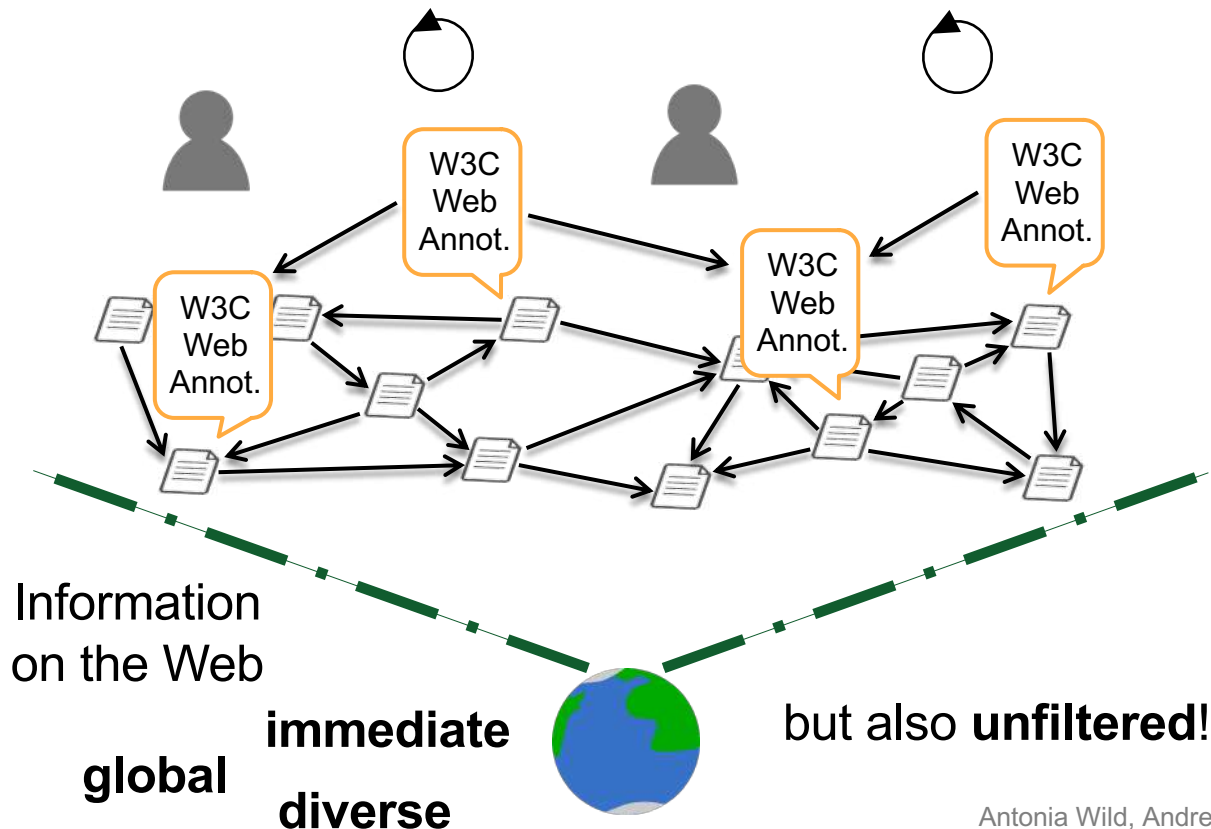 W3C
Web
Annot.
W3C
Web
Annot.
W3C
Web
Annot.
W3C
Web
Annot.
Information
on the Web
immediate
global
diverse
but also unfiltered!
Antonia Wild, Andre